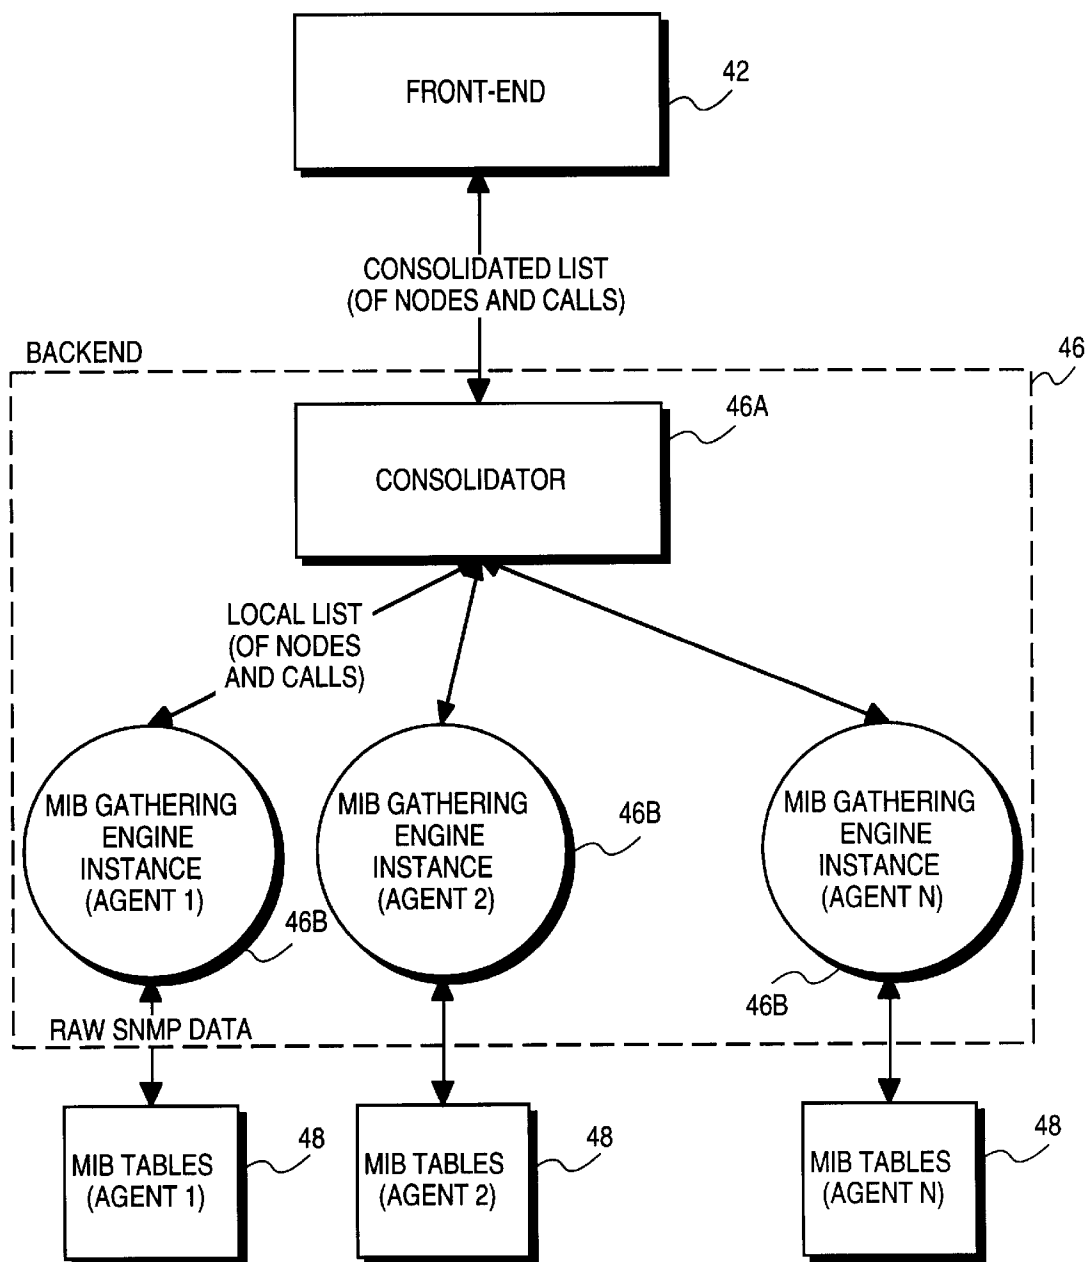 FRONT-END
42
CONSOLIDATED LIST
(OF NODES AND CALLS)
BACKEND
46
46A
CONSOLIDATOR
LOCAL LIST
(OF NODES
AND CALLS)
MIB GATHERING
ENGINE
INSTANCE
(AGENT 1)
46B
MIB GATHERING
ENGINE
INSTANCE
(AGENT 2)
46B
MIB GATHERING
ENGINE
INSTANCE
(AGENT N)
46B
RAW SNMP DATA
MIB TABLES
(AGENT 1)
48
MIB TABLES
(AGENT 2)
48
MIB TABLES
(AGENT N)
48